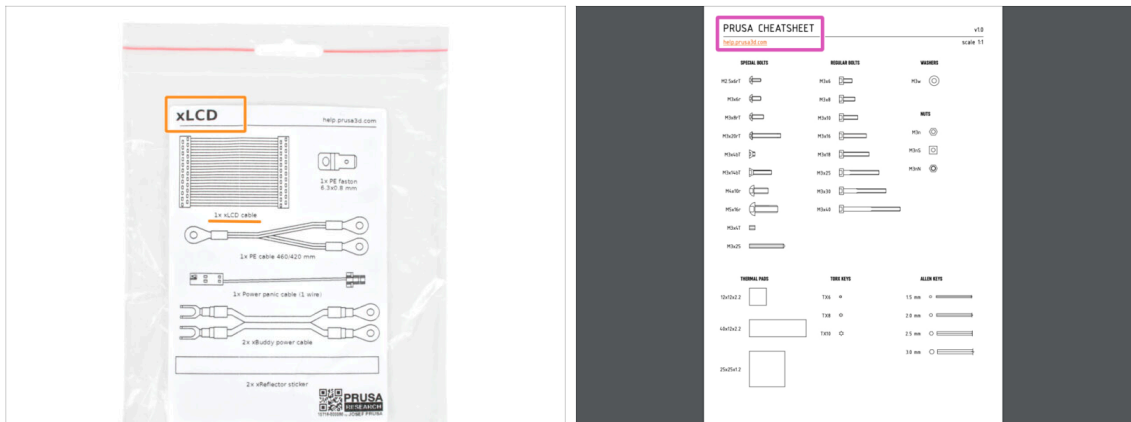 xLCD
help.prusa3d.com
1x PE faston
6.3x0.8 mm
1x xLCD cable
1x PE cable 460/420 mm
1x Power panic cable (1 wire)
2x xBuddy power cable
2x xReflector sticker
PRUSA
RESEARCH
by JOSEF PRUSA
PRUSA CHEATSHEET
v1.0
help.prusa3d.com
scale 1:1
SPECIAL BOLTS
REGULAR BOLTS
WASHERS
M2.5x6rT
M3x6
M3w
M3x6r
M3x8
M3x8rT
M3x10
NUTS
M3x20rT
M3x16
M3n
M3x4bT
M3x18
M3nS
M3x14bT
M3x25
M3nN
M4x10r
M3x30
M5x16r
M3x40
M3x4T
M3x25
THERMAL PADS
TORX KEYS
ALLEN KEYS
12x12x2.2
TX6
1.5 mm
TX8
2.0 mm
40x12x2.2
TX10
2.5 mm
3.0 mm
25x25x1.2